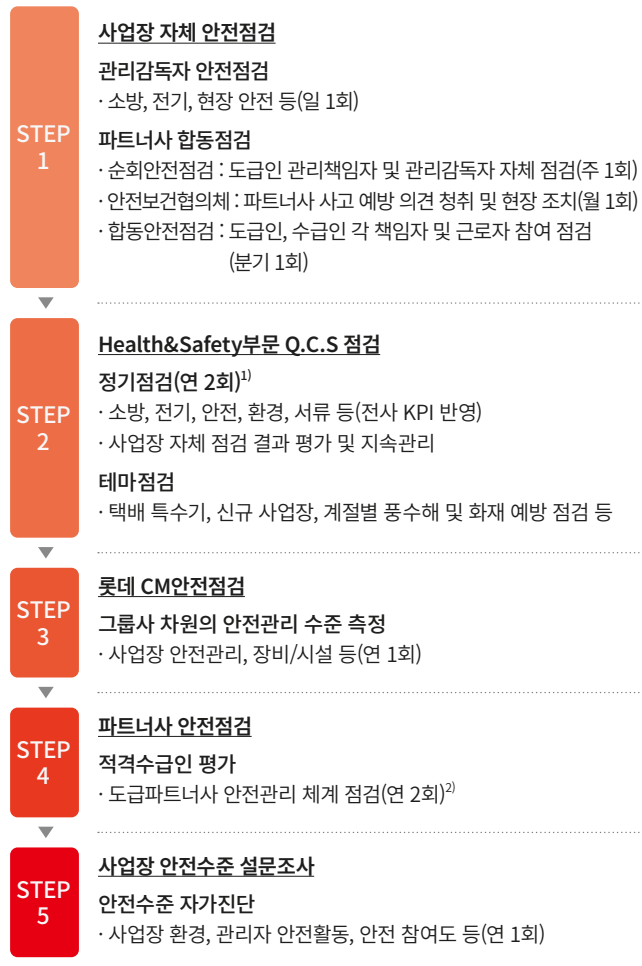 STEP
1
사업장 자체 안전점검
관리감독자 안전점검
· 소방, 전기, 현장 안전 등(일 1회)
파트너사 합동점검
· 순회안전점검 : 도급인 관리책임자 및 관리감독자 자체 점검(주 1회)
· 안전보건협의체 : 파트너사 사고 예방 의견 청취 및 현장 조치(월 1회)
· 합동안전점검 : 도급인, 수급인 각 책임자 및 근로자 참여 점검
(분기 1회)
STEP
2
Health&Safety부문 Q.C.S 점검
정기점검(연 2회)1)
· 소방, 전기, 안전, 환경, 서류 등(전사 KPI 반영)
· 사업장 자체 점검 결과 평가 및 지속관리
테마점검
· 택배 특수기, 신규 사업장, 계절별 풍수해 및 화재 예방 점검 등
STEP
3
롯데 CM안전점검
그룹사 차원의 안전관리 수준 측정
· 사업장 안전관리, 장비/시설 등(연 1회)
STEP
4
파트너사 안전점검
적격수급인 평가
· 도급파트너사 안전관리 체계 점검(연 2회)2)
STEP
5
사업장 안전수준 설문조사
안전수준 자가진단
· 사업장 환경, 관리자 안전활동, 안전 참여도 등(연 1회)